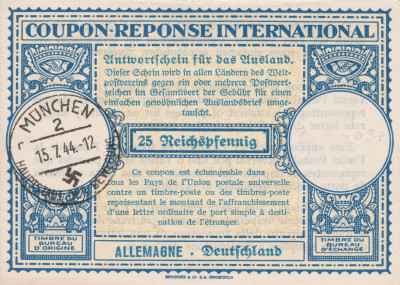 COUPON-REPONSE INTERNATIONAL
Antwortschein für das Ausland.
Dieser Schein wird in allen Ländern des Welt-
postvereins gegen ein oder mehrere Postwert-
zeichen in Gesamtwert der Gebühr für einen
einfachen gewöhnlichen Auslandsbrief umge-
tauscht.
MÜNCHEN
2
15.7.44.-12
25 Reichspfennig
Ce coupon est échangeable dans
tous les Pays de l'Union postale universelle
contre un timbre-poste ou des timbres-poste
représentant le montant de l'affranchissement
d'une lettre ordinaire de port simple à desti-
nation de l'étranger.
TIMBRE DU
BUREAU
D'ORIGINE
ALLEMAGNE - Deutschland
TIMBRE DU
BUREAU
D'ÉCHANGE